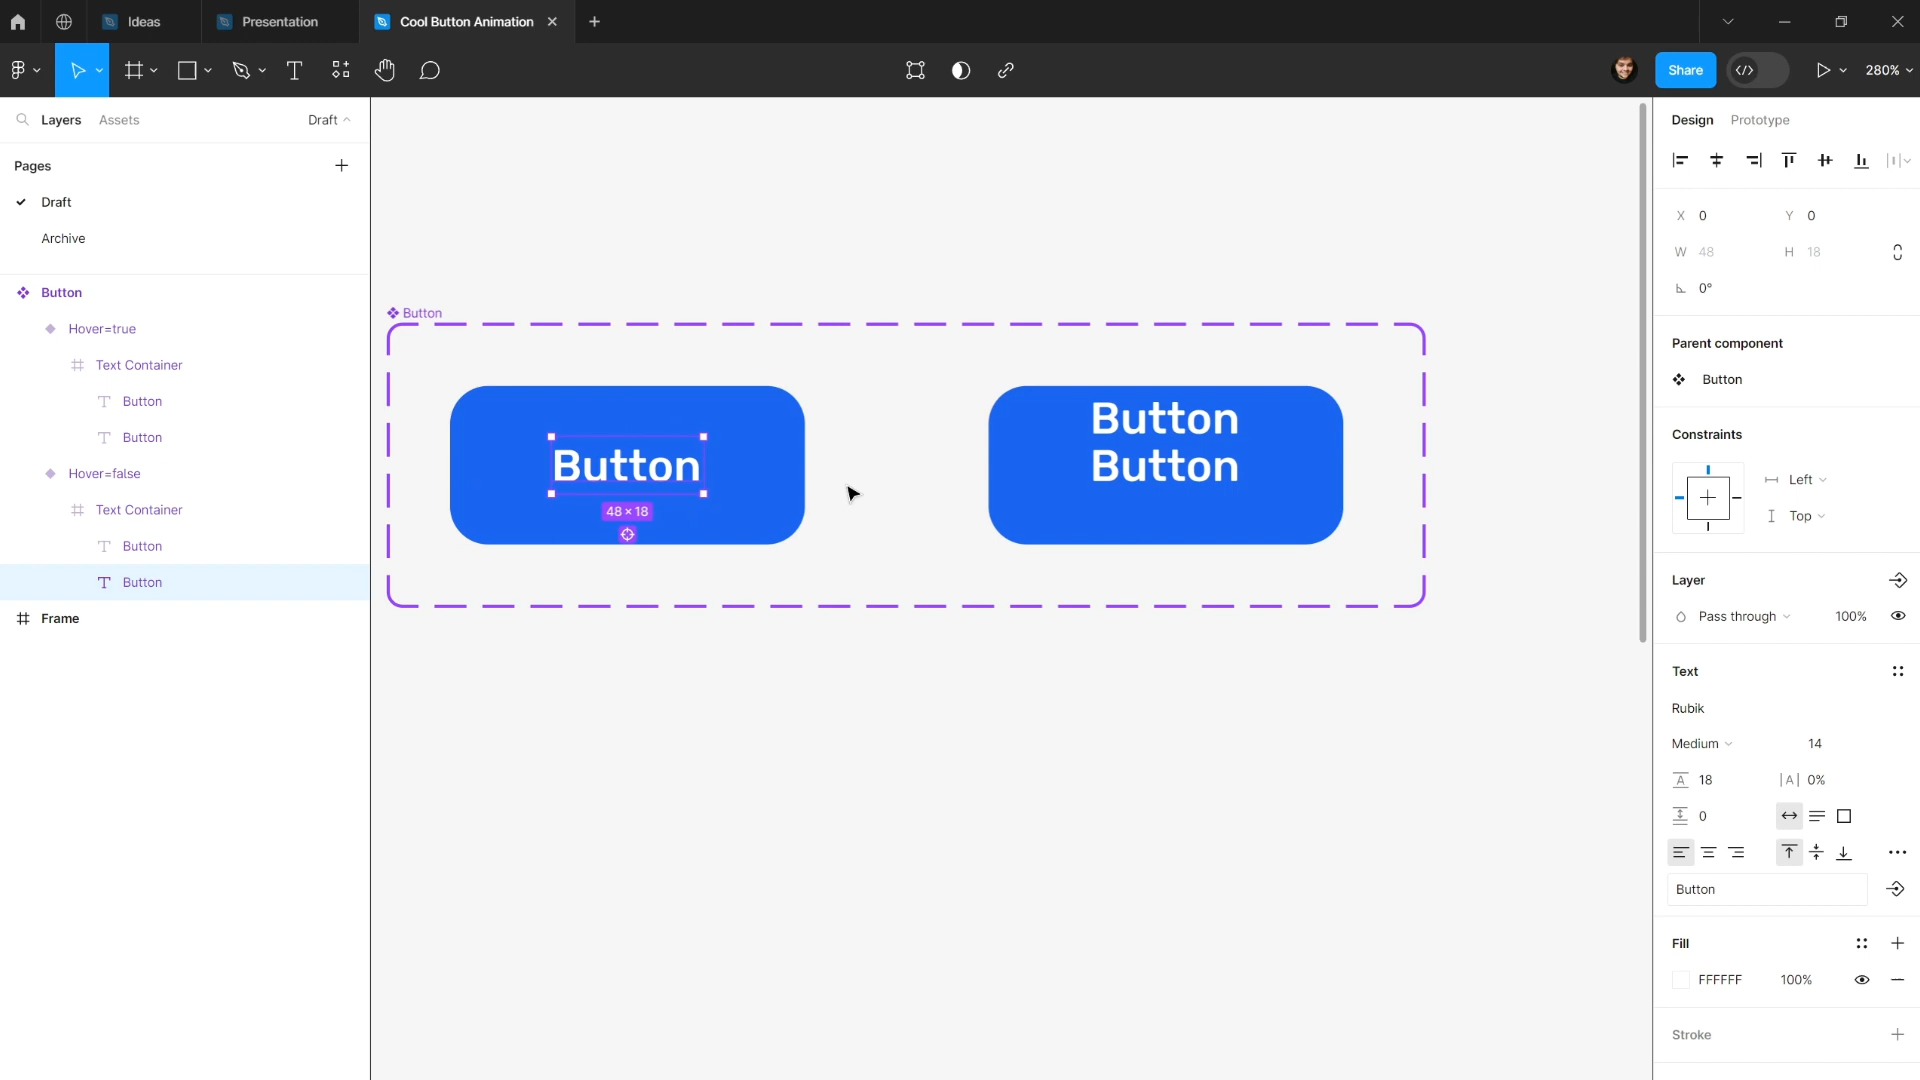 Ideas
Presentation
Cool Button Animation
Share
280%
Layers
Assets
Draft
Pages
Draft
Archive
Button
Hover=true
Text Container
Button
Button
Hover=false
Text Container
Button
Button
Frame
Button
Button
48 × 18
Button
Button
Design
Prototype
X 0
Y 0
W 48
H 18
0°
Parent component
Button
Constraints
Left
Top
Layer
Pass through
100%
Text
Rubik
Medium
14
A 18
|A| 0%
0
Button
Fill
FFFFFF
100%
Stroke